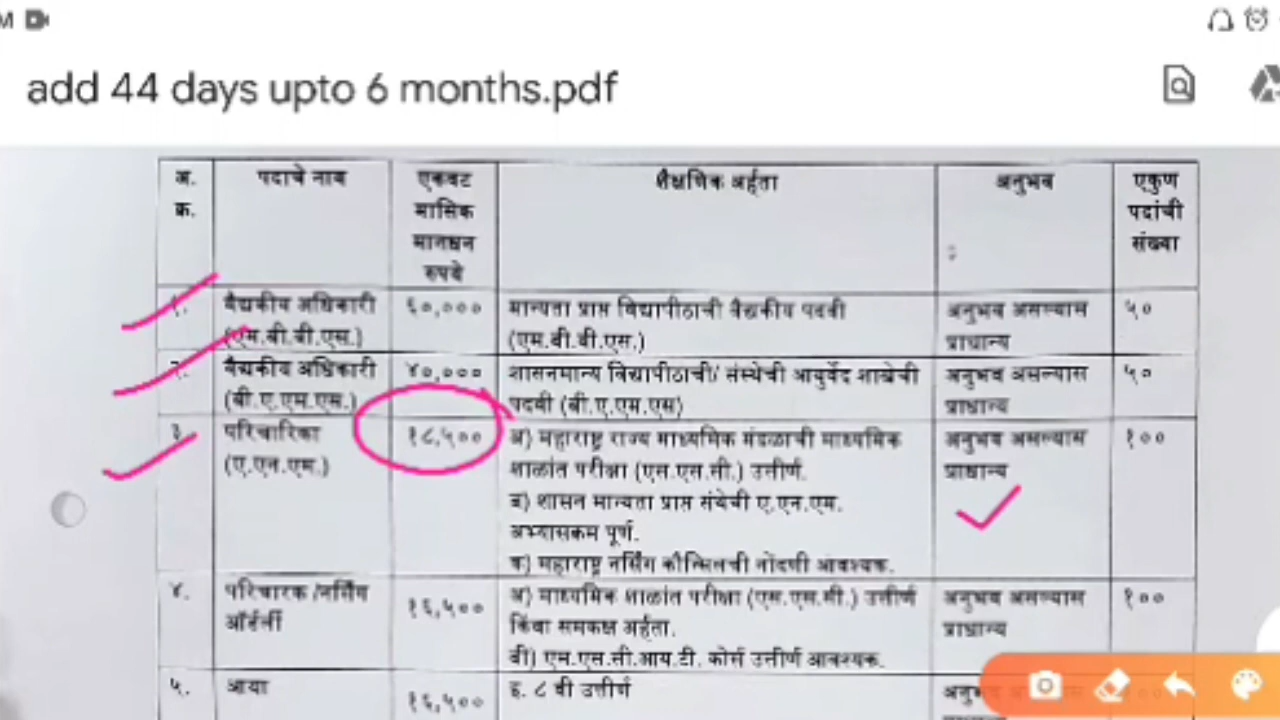 M
add 44 days upto 6 months.pdf
अ. क्र.
पदाचे नाव
एकवट मासिक मानधन रुपये
शैक्षणिक अर्हता
अनुभव
एकुण पदांची संख्या
१.
वैद्यकीय अधिकारी
(एम.बी.बी.एस.)
६०,०००
मान्यता प्राप्त विद्यापीठाची वैद्यकीय पदवी
(एम.बी.बी.एस.)
अनुभव असल्यास
प्राधान्य
५०
२.
वैद्यकीय अधिकारी
(बी.ए.एम.एम.)
४०,०००
शासनमान्य विद्यापीठाची/ संस्थेची आयुर्वेद शाखेची
पदवी (बी.ए.एम.एस)
अनुभव असल्यास
प्राधान्य
५०
३.
परिचारिका
(ए.एन.एम.)
१८,५००
अ) महाराष्ट्र राज्य माध्यमिक मंडळाची माध्यमिक
शाळांत परीक्षा (एस.एस.सी.) उत्तीर्ण.
ब) शासन मान्यता प्राप्त संथेची ए.एन.एम.
अभ्यासक्रम पूर्ण.
क) महाराष्ट्र नर्सिंग कौन्सिलची नोंदणी आवश्यक.
अनुभव असल्यास
प्राधान्य
१००
४.
परिचारक /नर्सिंग
ऑर्डर्ली
१६,५००
अ) माध्यमिक शाळांत परीक्षा (एस.एस.सी.) उत्तीर्ण
किंवा समकक्ष अर्हता.
बी) एम.एस.सी.आय.टी. कोर्स उत्तीर्ण आवश्यक.
अनुभव असल्यास
प्राधान्य
१००
५.
आया
१६,५००
इ. ८ वी उत्तीर्ण